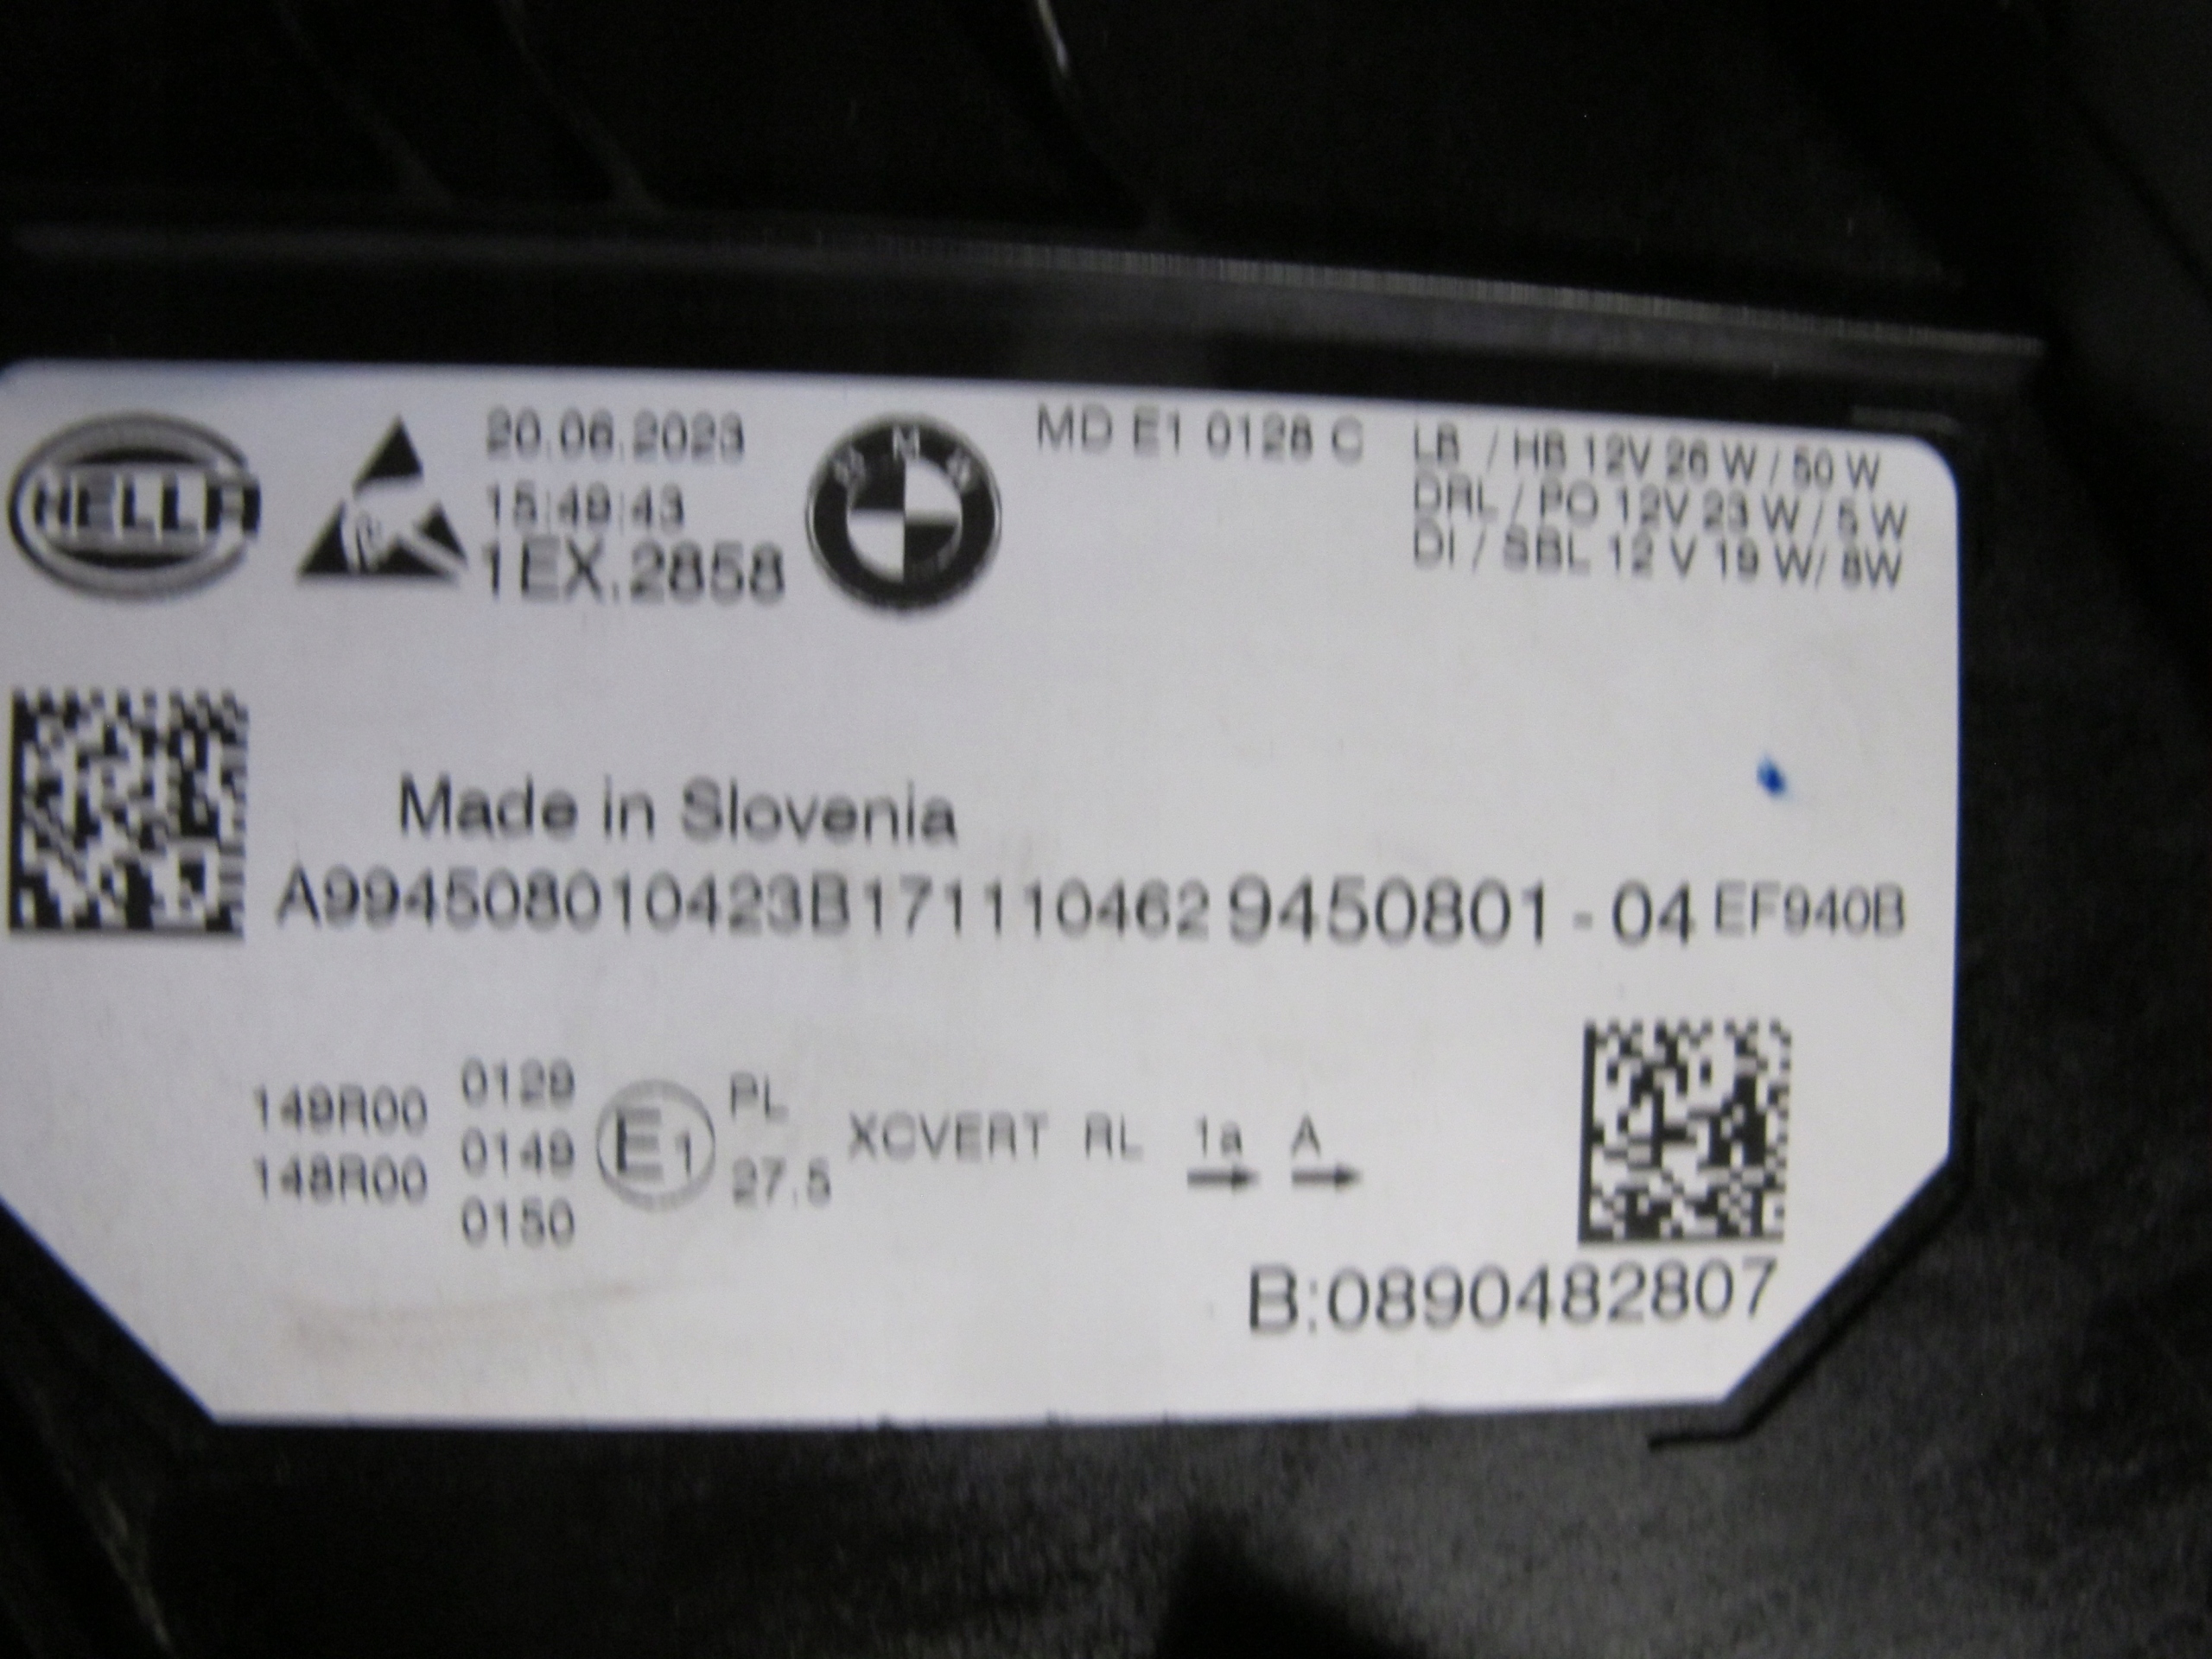 HELLA
20.06.2023
15:49:43
1EX.2858
BMW
MD E1 0128 C
LB / HB 12V 26 W / 50 W
DRL / PO 12V 23 W / 5 W
DI / SBL 12 V 19 W/ 8W
Made in Slovenia
A994508010423B171110462 9450801 - 04 EF940B
149R00
148R00
0129
0149
0150
E1
PL
27.5
XCVERT RL 1a A
B:0890482807